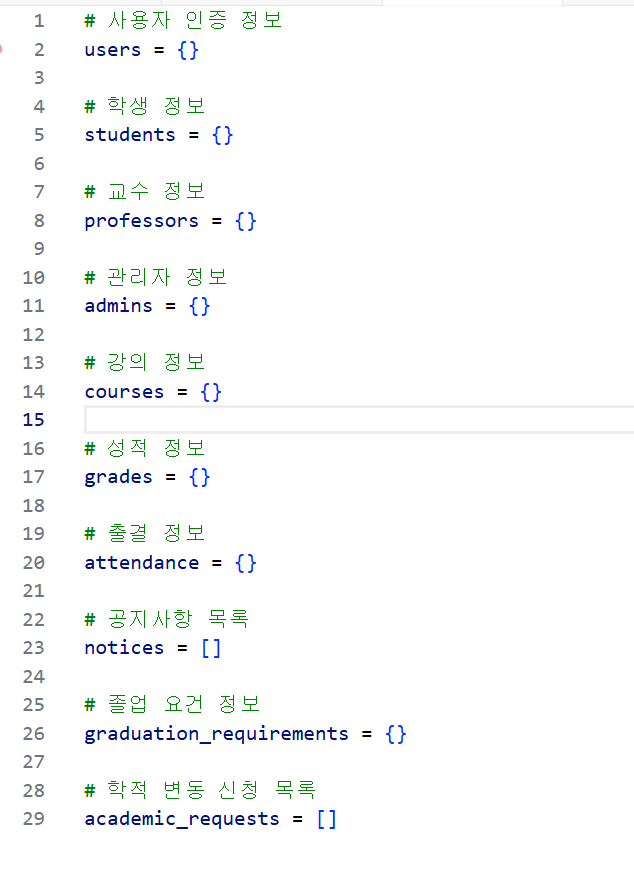 1 # 사용자 인증 정보
2 users = {}
3
4 # 학생 정보
5 students = {}
6
7 # 교수 정보
8 professors = {}
9
10 # 관리자 정보
11 admins = {}
12
13 # 강의 정보
14 courses = {}
15
16 # 성적 정보
17 grades = {}
18
19 # 출결 정보
20 attendance = {}
21
22 # 공지사항 목록
23 notices = []
24
25 # 졸업 요건 정보
26 graduation_requirements = {}
27
28 # 학적 변동 신청 목록
29 academic_requests = []